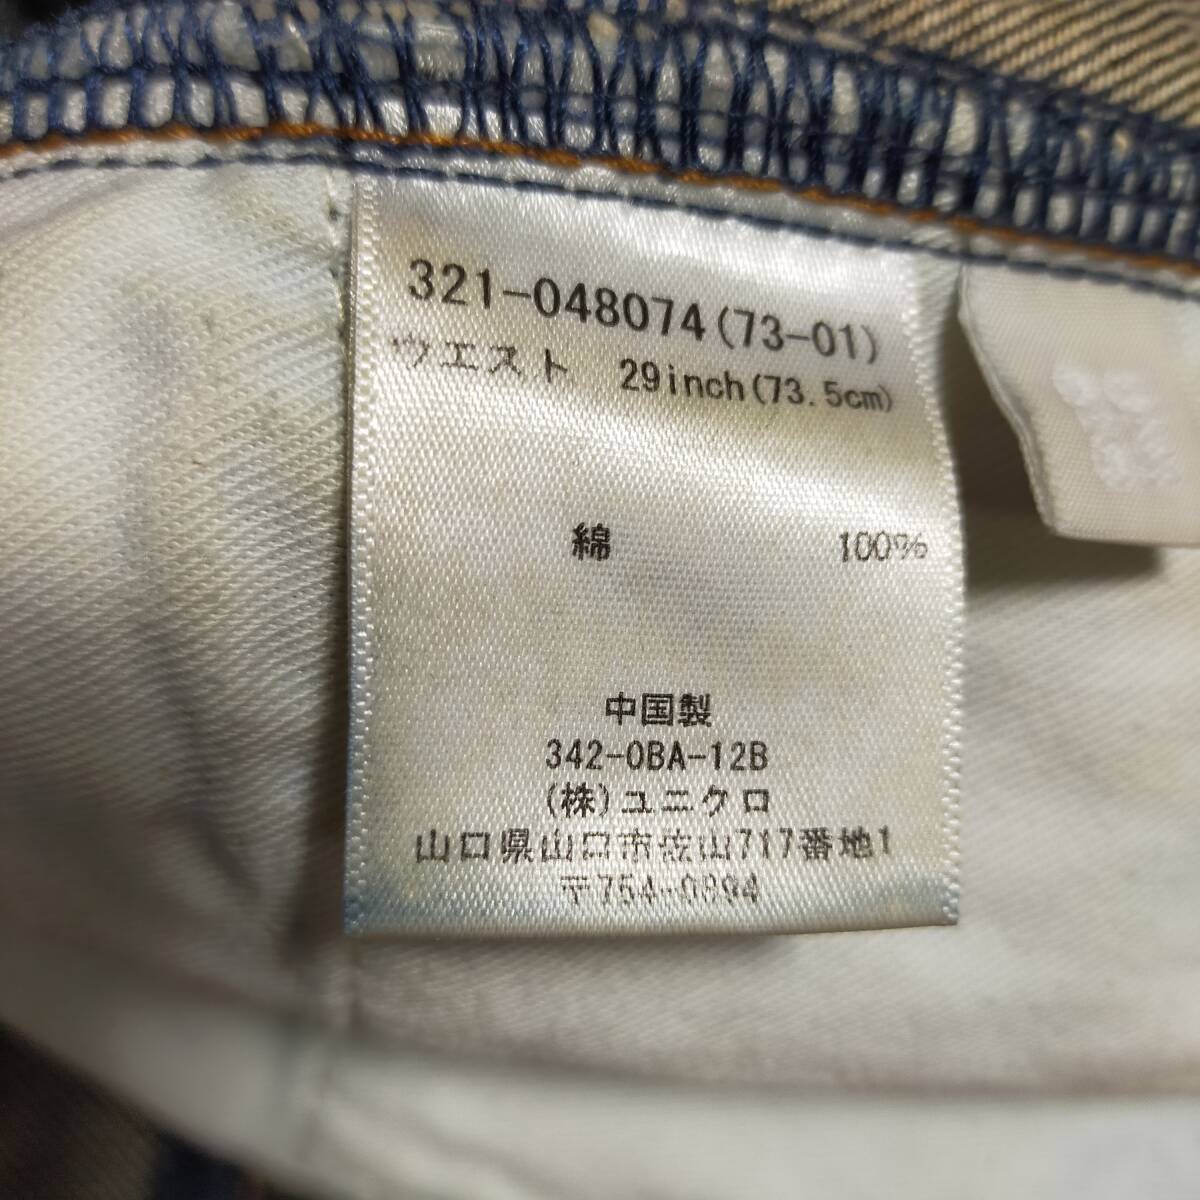 321-048074(73-01)
ウエスト 29inch(73.5cm)
綿 100%
中国製
342-0BA-12B
(株)ユニクロ
山口県山口市佐山717番地1
〒754-0894